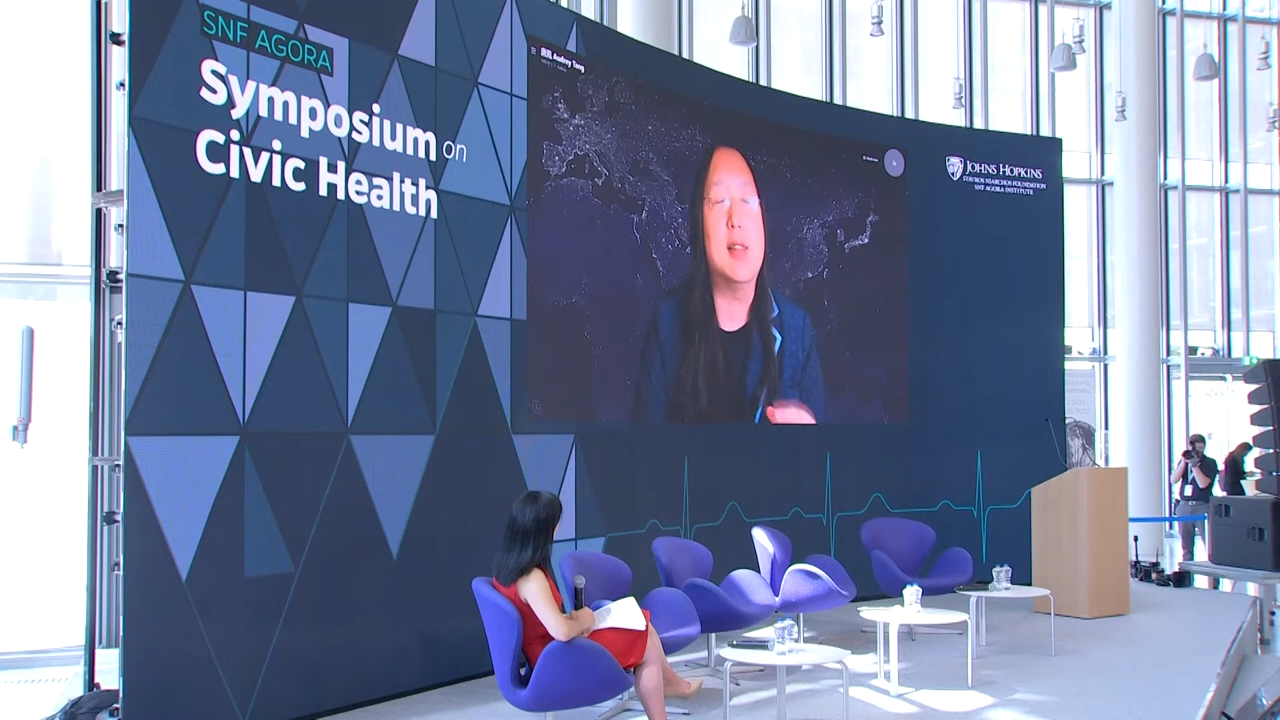 SNF AGORA
Symposium on
Civic Health
Audrey Tang
JOHNS HOPKINS
STAVROS NIARCHOS FOUNDATION
SNF AGORA INSTITUTE